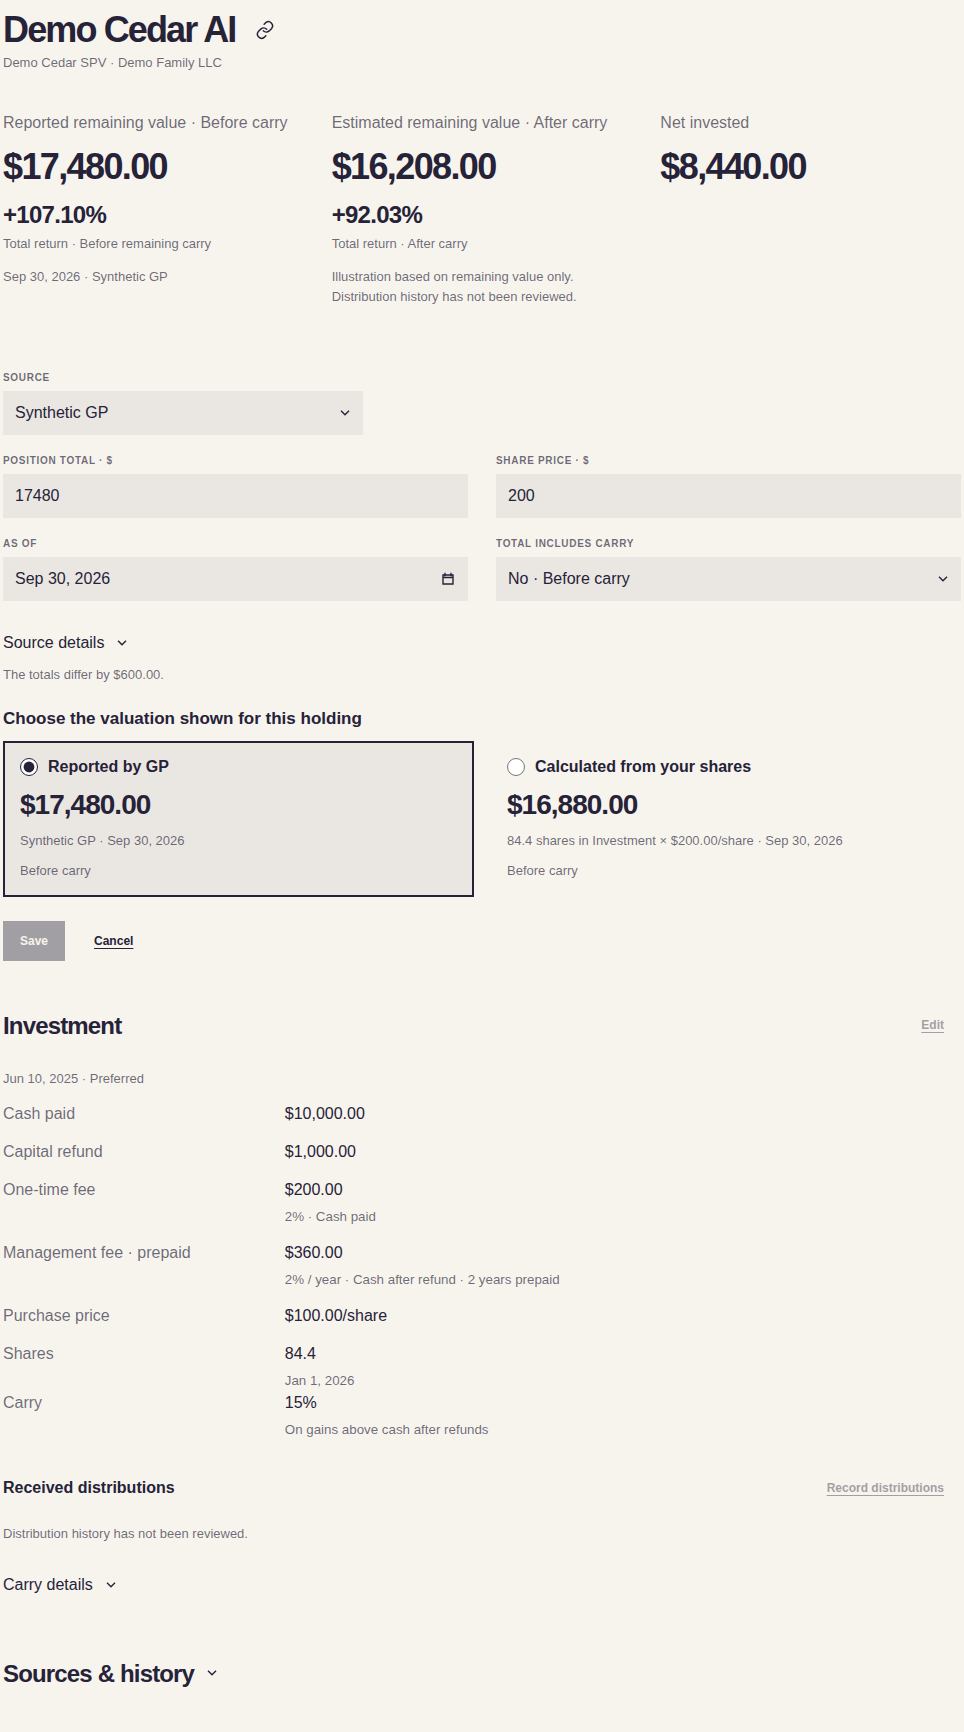 Demo Cedar AI
Demo Cedar SPV · Demo Family LLC
Reported remaining value · Before carry
$17,480.00
+107.10%
Total return · Before remaining carry
Sep 30, 2026 · Synthetic GP
Estimated remaining value · After carry
$16,208.00
+92.03%
Total return · After carry
Illustration based on remaining value only.
Distribution history has not been reviewed.
Net invested
$8,440.00
SOURCE
Synthetic GP
POSITION TOTAL · $
17480
SHARE PRICE · $
200
AS OF
Sep 30, 2026
TOTAL INCLUDES CARRY
No · Before carry
Source details
The totals differ by $600.00.
Choose the valuation shown for this holding
Reported by GP
$17,480.00
Synthetic GP · Sep 30, 2026
Before carry
Calculated from your shares
$16,880.00
84.4 shares in Investment × $200.00/share · Sep 30, 2026
Before carry
Save
Cancel
Investment
Edit
Jun 10, 2025 · Preferred
Cash paid
$10,000.00
Capital refund
$1,000.00
One-time fee
$200.00
2% · Cash paid
Management fee · prepaid
$360.00
2% / year · Cash after refund · 2 years prepaid
Purchase price
$100.00/share
Shares
84.4
Jan 1, 2026
Carry
15%
On gains above cash after refunds
Received distributions
Record distributions
Distribution history has not been reviewed.
Carry details
Sources & history